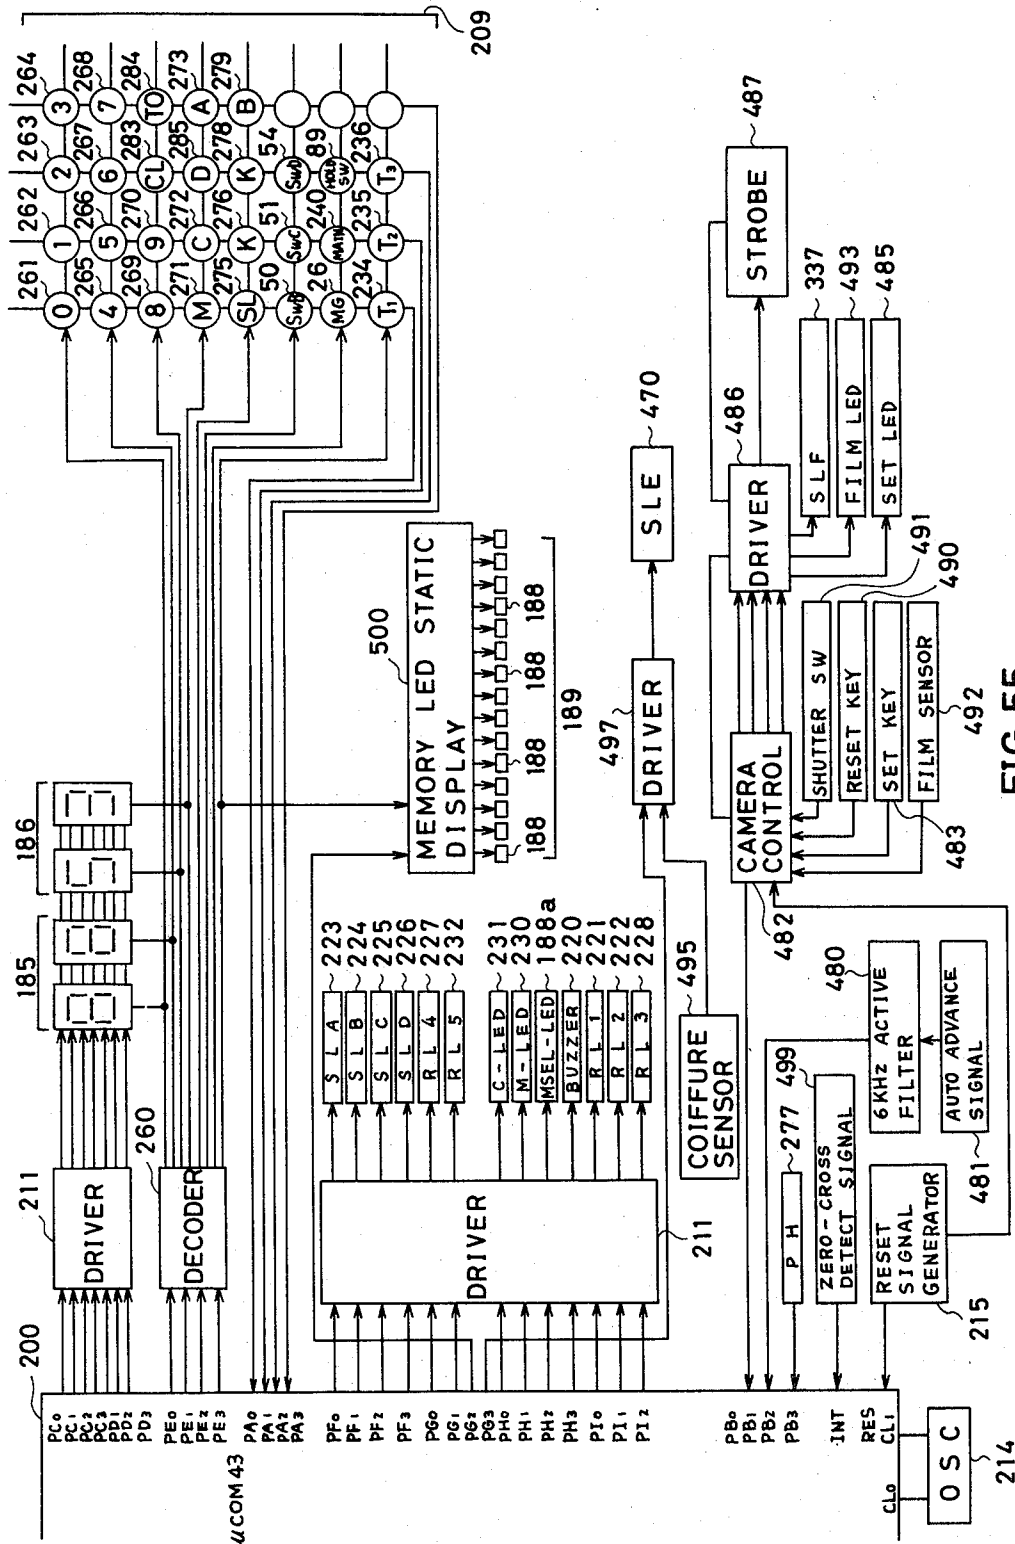 209
264
268
284
273
279
263
267
283
285
278
54
89
236
262
266
270
272
276
51
240
235
261
265
269
271
275
50
26
234
3
7
TO
A
B
2
6
CL
D
K
SWD
HOLD SW
T3
1
5
9
C
K
SWC
MAIN
T2
0
4
8
M
SL
SWB
MG
T1
186
185
211
DRIVER
260
DECODER
200
μCOM43
PC0
PC1
PC2
PC3
PD1
PD2
PD3
PE0
PE1
PE2
PE3
PA0
PA1
PA2
PA3
PF0
PF1
PF2
PF3
PG0
PG1
PG2
PG3
PH0
PH1
PH2
PH3
PI0
PI1
PI2
PB0
PB1
PB2
PB3
INT
RES
CL1
CL0
OSC
214
500
MEMORY LED STATIC
DISPLAY
188
188
188
188
189
DRIVER
211
SLA
223
SLB
224
SLC
225
SLD
226
RL4
227
RL5
232
C-LED
231
M-LED
230
MSEL-LED
188a
BUZZER
220
RL1
221
RL2
222
RL3
228
497
DRIVER
SLE
470
495
COIFFURE
SENSOR
487
STROBE
486
DRIVER
SLF
337
FILM LED
493
SET LED
485
CAMERA
CONTROL
482
SHUTTER SW
491
RESET KEY
490
SET KEY
483
FILM SENSOR
492
480
6KHz ACTIVE
FILTER
AUTO ADVANCE
SIGNAL
481
499
ZERO-CROSS
DETECT SIGNAL
277
PH
RESET
SIGNAL
GENERATOR
215